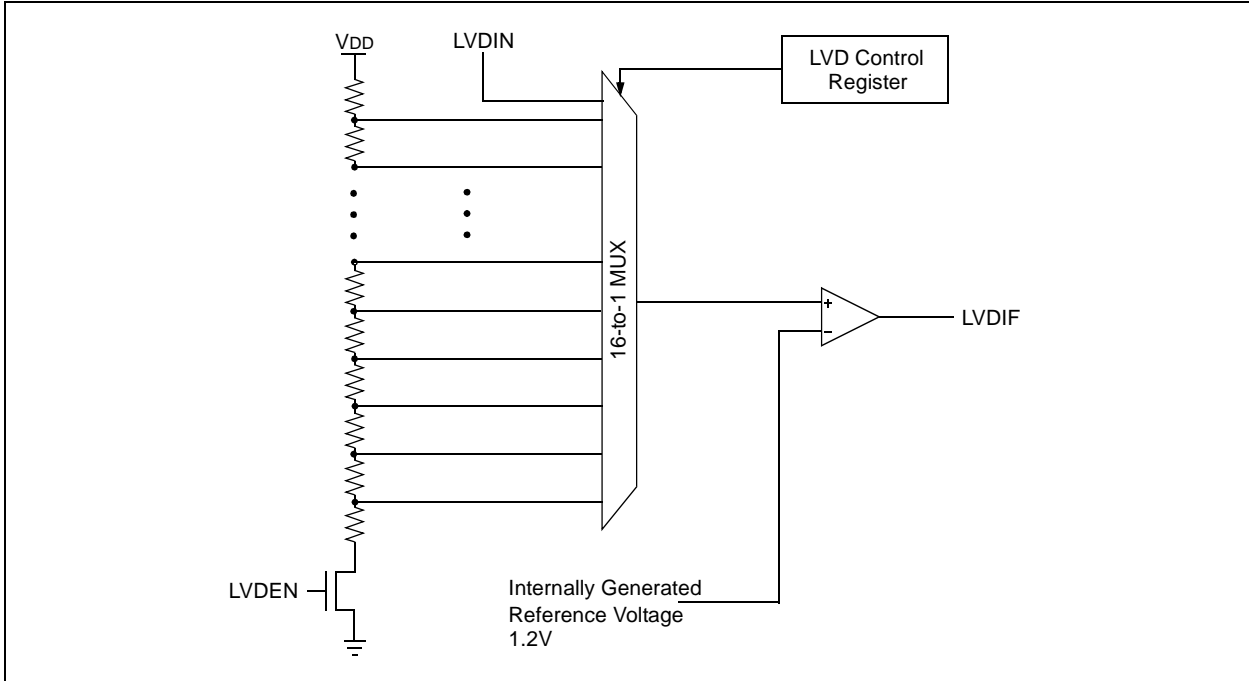 VDD
LVDIN
LVD Control
Register
16-to-1 MUX
+
−
LVDIF
LVDEN
Internally Generated
Reference Voltage
1.2V